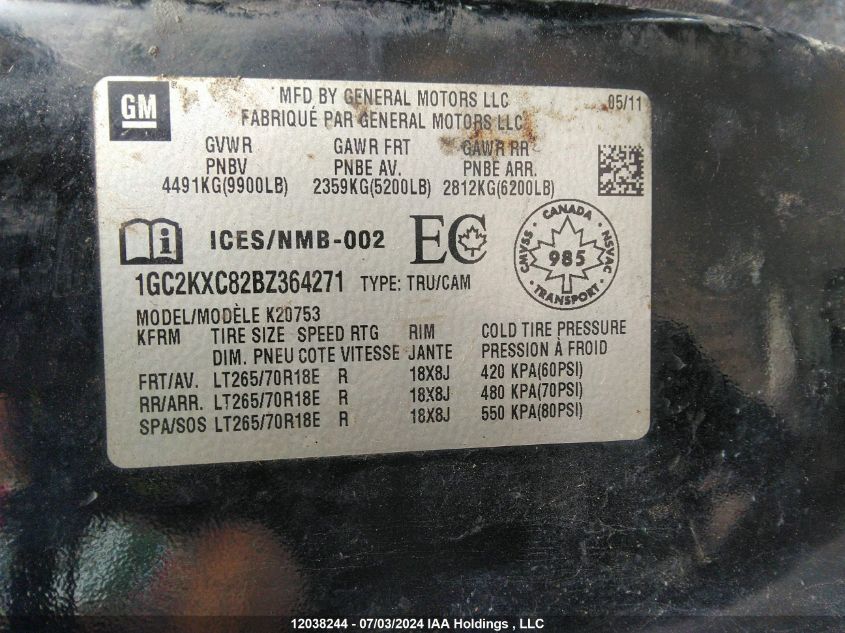 GM
MFD BY GENERAL MOTORS LLC 05/11
FABRIQUÉ PAR GENERAL MOTORS LLC
GVWR GAWR FRT GAWR RR
PNBV PNBE AV. PNBE ARR.
4491KG(9900LB) 2359KG(5200LB) 2812KG(6200LB)
i ICES/NMB-002 EC
CANADA CMVSS NSVAC 985 TRANSPORT
1GC2KXC82BZ364271 TYPE: TRU/CAM
MODEL/MODÈLE K20753
KFRM TIRE SIZE SPEED RTG RIM COLD TIRE PRESSURE
DIM. PNEU COTE VITESSE JANTE PRESSION À FROID
FRT/AV. LT265/70R18E R 18X8J 420 KPA(60PSI)
RR/ARR. LT265/70R18E R 18X8J 480 KPA(70PSI)
SPA/SOS LT265/70R18E R 18X8J 550 KPA(80PSI)
12038244 - 07/03/2024 IAA Holdings , LLC